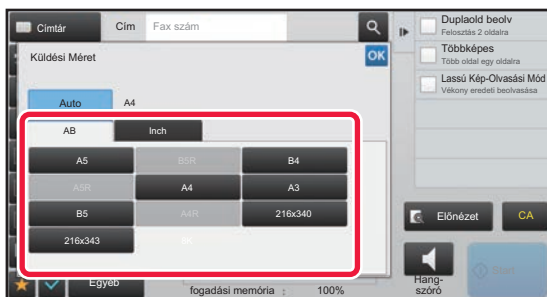 Címtár
Cím
Fax szám
Duplaold beolv
Felosztás 2 oldalra
Küldési Méret
OK
Többképes
Több oldal egy oldalra
Lassú Kép-Olvasási Mód
Vékony eredeti beolvasása
Auto
A4
AB
Inch
A5
B5R
B4
A5R
A4
A3
B5
A4R
216x340
216x343
8K
Előnézet
CA
Egyéb
fogadási memória : 100%
Hang-
szóró
Start